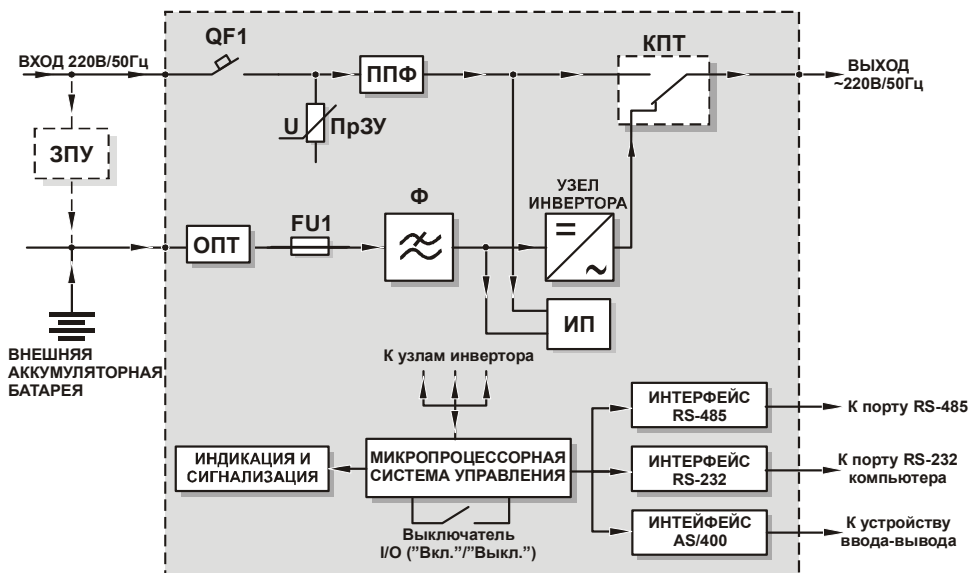 QF1
КПТ
ВХОД 220В/50Гц
ППФ
ВЫХОД
~220В/50Гц
U
ПрЗУ
ЗПУ
УЗЕЛ
ИНВЕРТОРА
Ф
FU1
ОПТ
=
~
ИП
ВНЕШНЯЯ
АККУМУЛЯТОРНАЯ
БАТАРЕЯ
К узлам инвертора
ИНТЕРФЕЙС
RS-485
К порту RS-485
ИНДИКАЦИЯ И
СИГНАЛИЗАЦИЯ
МИКРОПРОЦЕССОРНАЯ
СИСТЕМА УПРАВЛЕНИЯ
ИНТЕРФЕЙС
RS-232
К порту RS-232
компьютера
Выключатель
I/O ("Вкл."/"Выкл.")
ИНТЕЙФЕЙС
AS/400
К устройству
ввода-вывода